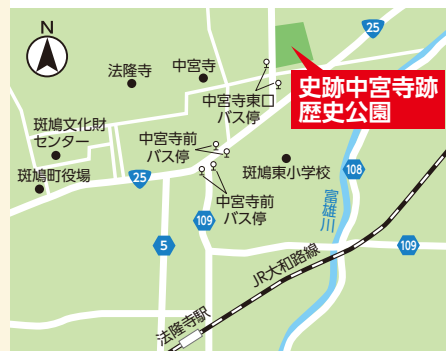 N
25
法隆寺
中宮寺
史跡中宮寺跡
歴史公園
中宮寺東口
バス停
斑鳩文化財
センター
中宮寺前
バス停
斑鳩町役場
斑鳩東小学校
108
25
中宮寺前
バス停
富雄川
109
5
109
JR大和路線
法隆寺駅